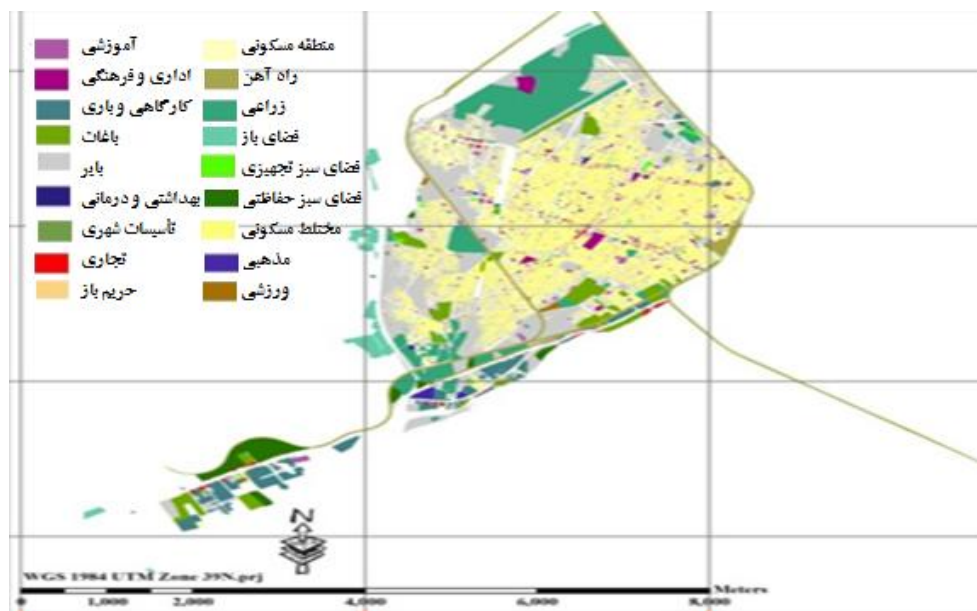 منطقه مسکونی
راه آهن
زراعی
فضای باز
فضای سبز تجهیزی
فضای سبز حفاظتی
مختلط مسکونی
مذهبی
ورزشی
آموزشی
اداری و فرهنگی
کارگاهی و باری
باغات
بایر
بهداشتی و درمانی
تأسیسات شهری
تجاری
حریم باز
N
WGS 1984 UTM Zone 39N.prj
Meters
0 1,000 2,000 4,000 6,000 8,000